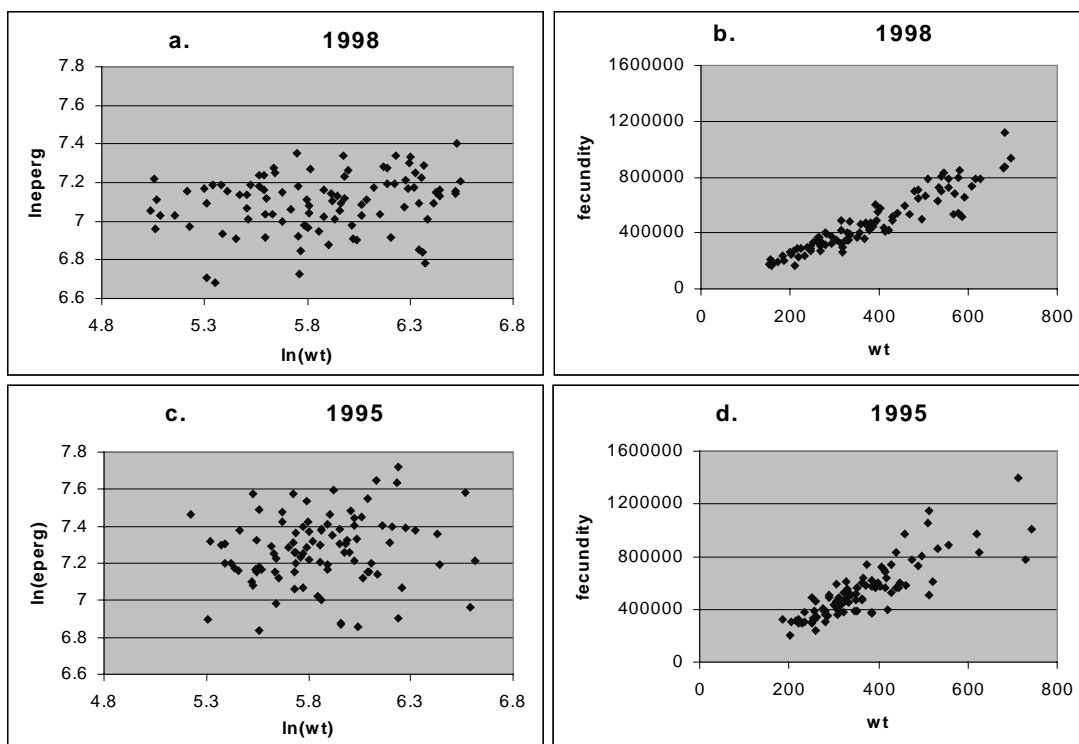 a. 1998
lneperg
7.8
7.6
7.4
7.2
7
6.8
6.6
4.8 5.3 5.8 6.3 6.8
ln(wt)
b. 1998
fecundity
1600000
1200000
800000
400000
0
0 200 400 600 800
wt
c. 1995
ln(eperg)
7.8
7.6
7.4
7.2
7
6.8
6.6
4.8 5.3 5.8 6.3 6.8
ln(wt)
d. 1995
fecundity
1600000
1200000
800000
400000
0
0 200 400 600 800
wt